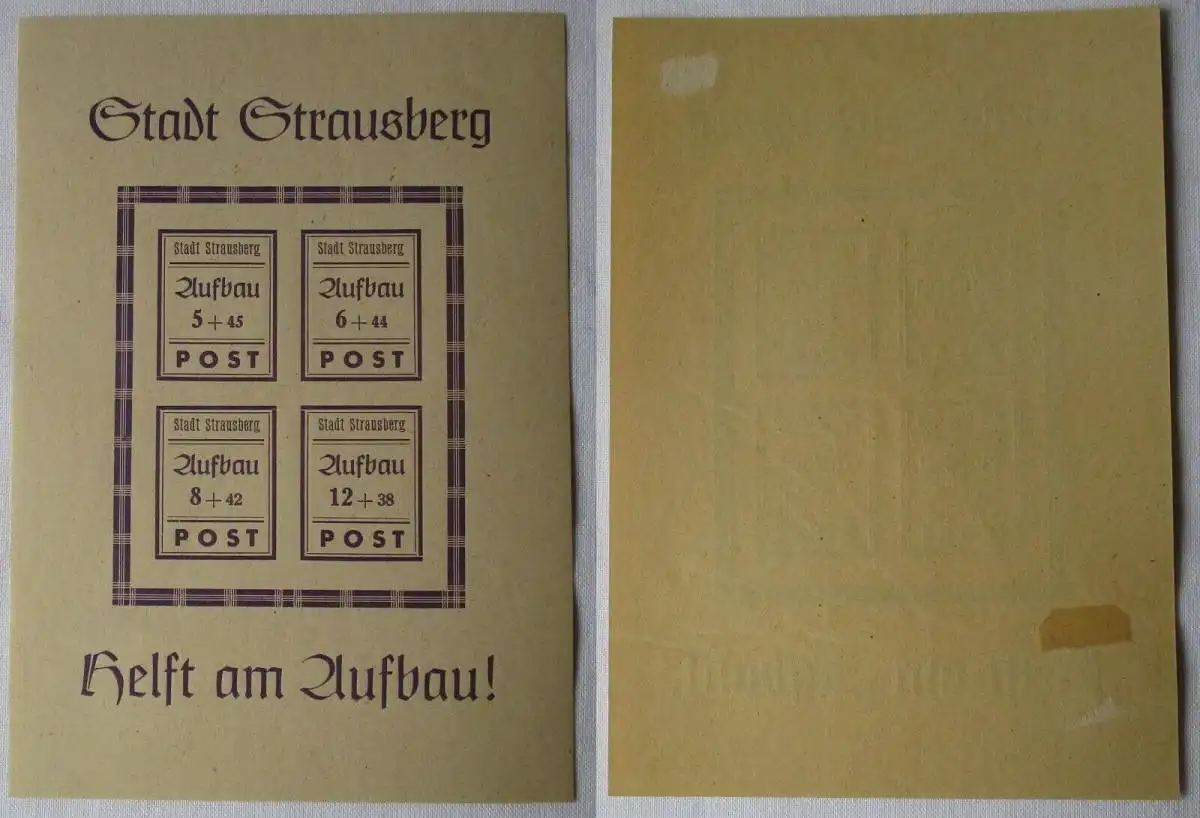 Stadt Strausberg
Stadt Strausberg
Aufbau
5 + 45
POST
Stadt Strausberg
Aufbau
6 + 44
POST
Stadt Strausberg
Aufbau
8 + 42
POST
Stadt Strausberg
Aufbau
12 + 38
POST
Helft am Aufbau!